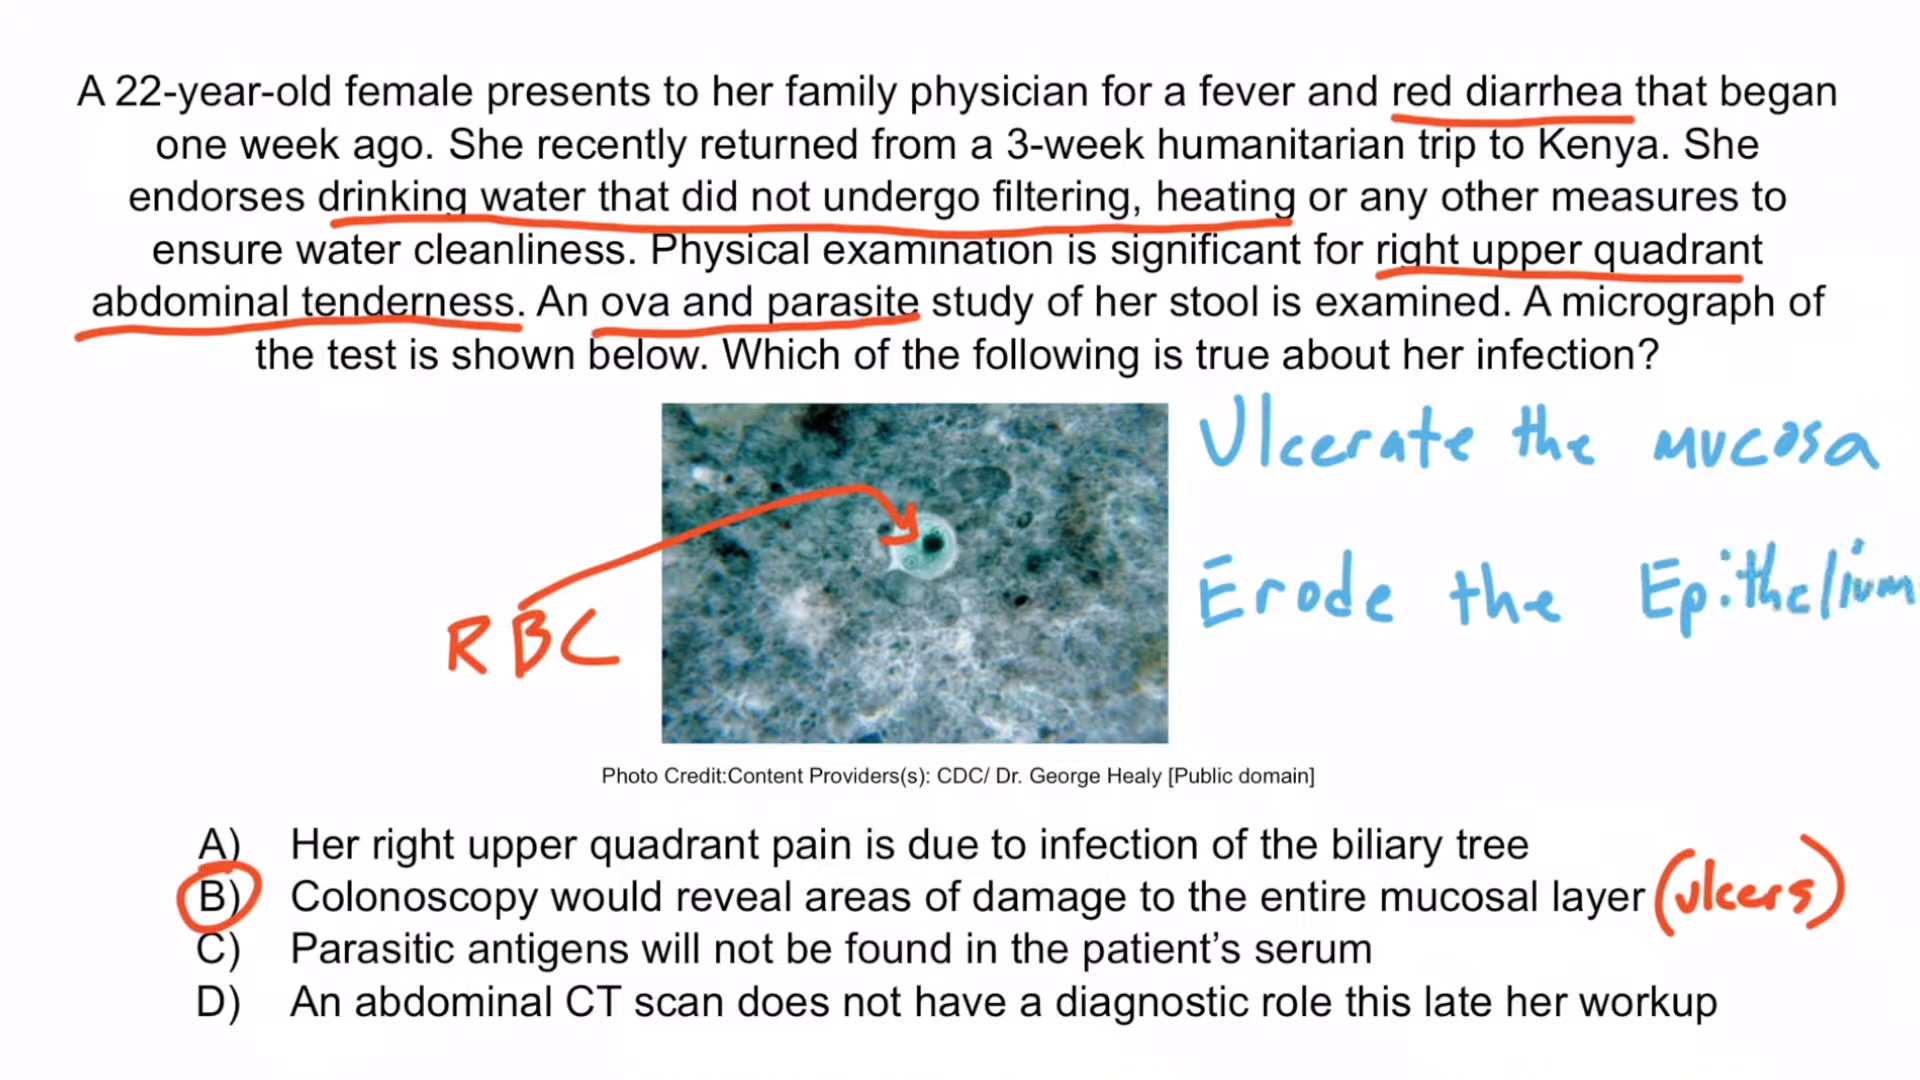 A 22-year-old female presents to her family physician for a fever and red diarrhea that began
one week ago. She recently returned from a 3-week humanitarian trip to Kenya. She
endorses drinking water that did not undergo filtering, heating or any other measures to
ensure water cleanliness. Physical examination is significant for right upper quadrant
abdominal tenderness. An ova and parasite study of her stool is examined. A micrograph of
the test is shown below. Which of the following is true about her infection?
Ulcerate the mucosa
Erode the Epithelium
RBC
Photo Credit:Content Providers(s): CDC/ Dr. George Healy [Public domain]
A) Her right upper quadrant pain is due to infection of the biliary tree
B) Colonoscopy would reveal areas of damage to the entire mucosal layer (ulcers)
C) Parasitic antigens will not be found in the patient’s serum
D) An abdominal CT scan does not have a diagnostic role this late her workup